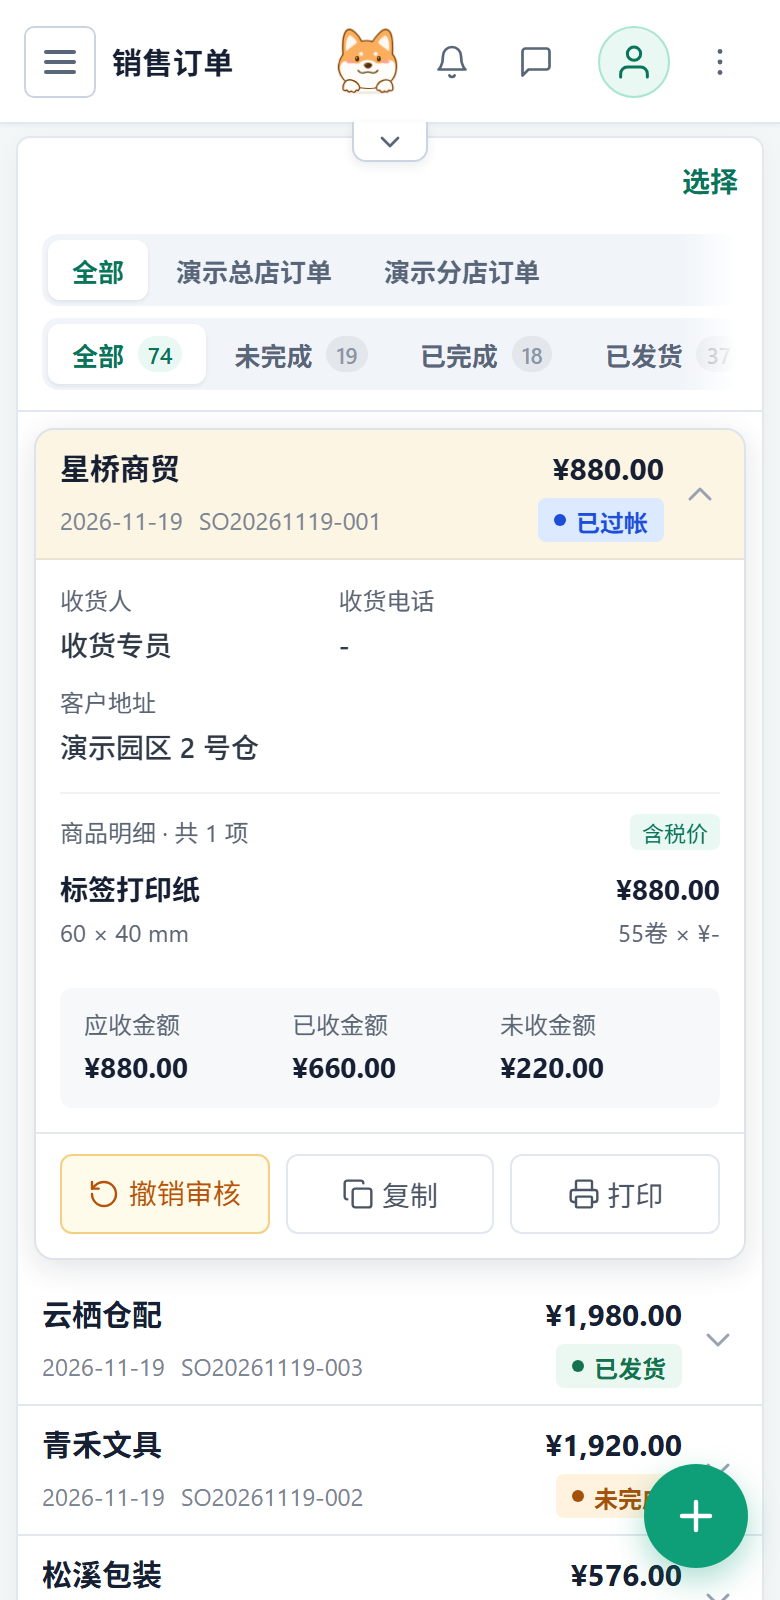 销售订单
选择
全部 演示总店订单 演示分店订单
全部 74 未完成 19 已完成 18 已发货 37
星桥商贸 ¥880.00
2026-11-19 SO20261119-001 已过帐
收货人 收货电话
收货专员 -
客户地址
演示园区 2 号仓
商品明细 · 共 1 项 含税价
标签打印纸 ¥880.00
60 × 40 mm 55卷 × ¥-
应收金额 已收金额 未收金额
¥880.00 ¥660.00 ¥220.00
撤销审核 复制 打印
云栖仓配 ¥1,980.00
2026-11-19 SO20261119-003 已发货
青禾文具 ¥1,920.00
2026-11-19 SO20261119-002 未完
松溪包装 ¥576.00